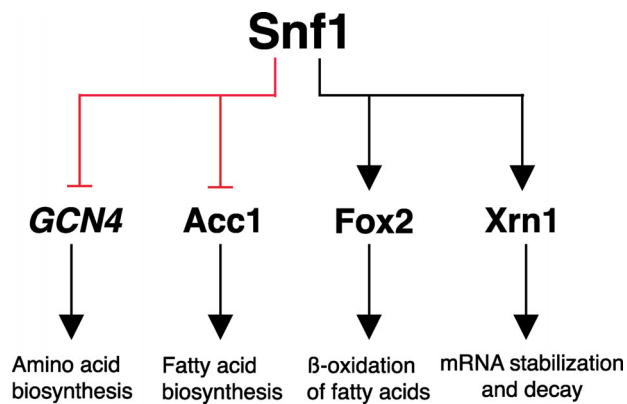 Snf1
GCN4 Acc1 Fox2 Xrn1
Amino acid
biosynthesis
Fatty acid
biosynthesis
ß-oxidation
of fatty acids
mRNA stabilization
and decay